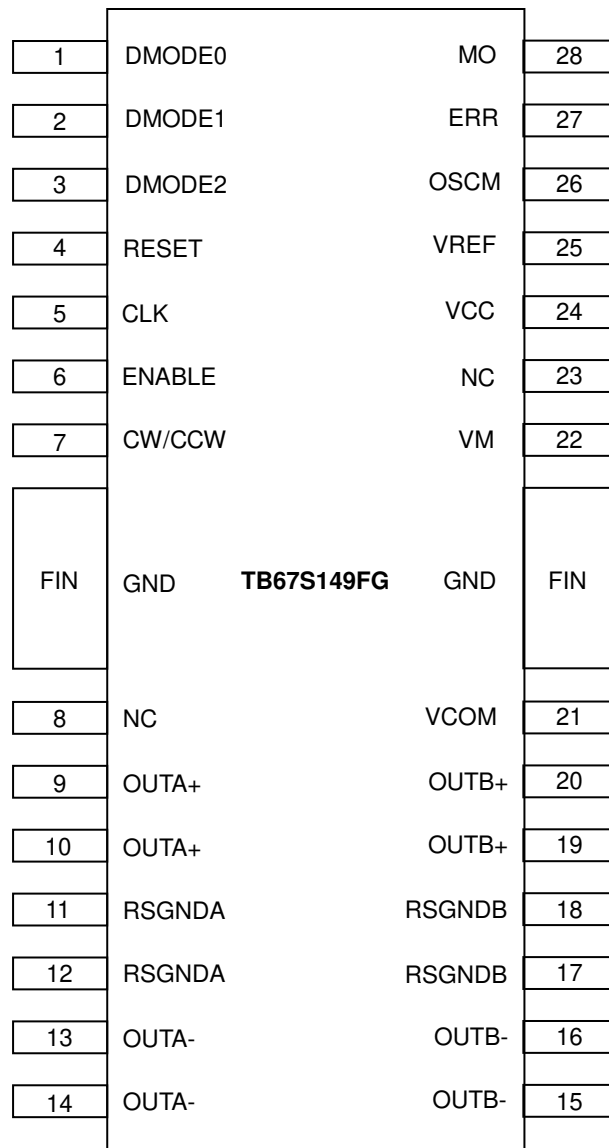 1 DMODE0 MO 28
2 DMODE1 ERR 27
3 DMODE2 OSCM 26
4 RESET VREF 25
5 CLK VCC 24
6 ENABLE NC 23
7 CW/CCW VM 22
FIN GND TB67S149FG GND FIN
8 NC VCOM 21
9 OUTA+ OUTB+ 20
10 OUTA+ OUTB+ 19
11 RSGNDA RSGNDB 18
12 RSGNDA RSGNDB 17
13 OUTA- OUTB- 16
14 OUTA- OUTB- 15